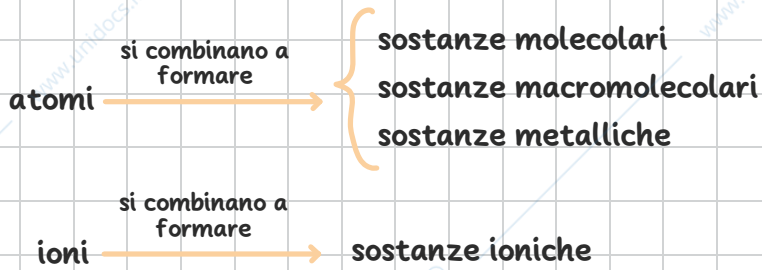 si combinano a
formare
atomi
sostanze molecolari
sostanze macromolecolari
sostanze metalliche
si combinano a
formare
ioni
sostanze ioniche